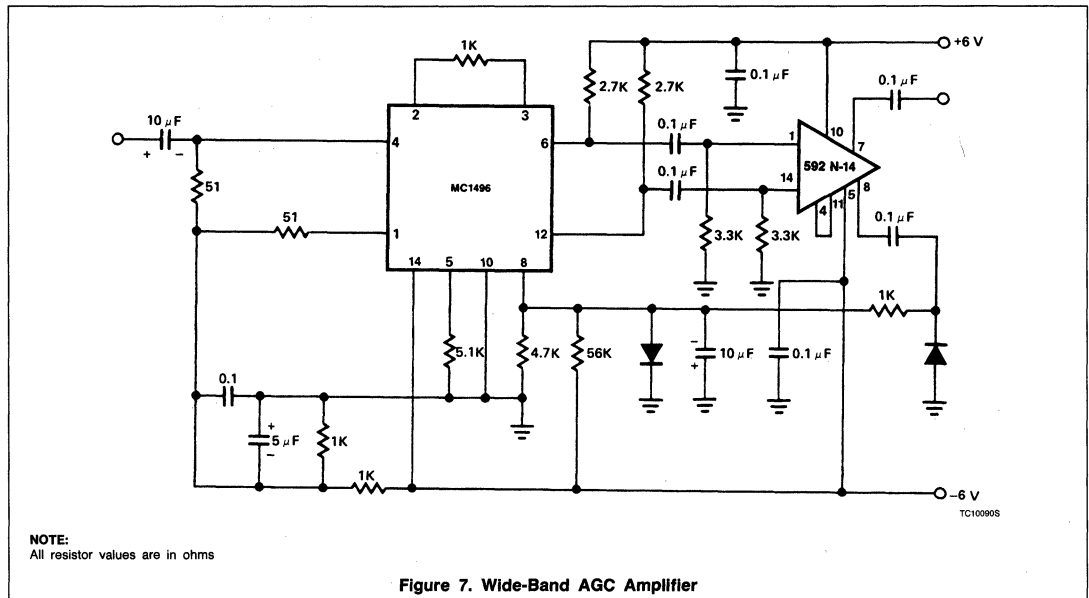 1K
+6 V
2 3
2.7K 2.7K
0.1 μF
0.1 μF
10 μF
+ −
4
6
0.1 μF
1
10
7
592 N-14
MC1496
51
0.1 μF
14
8
5
11
4
0.1 μF
51
1
12
3.3K 3.3K
14 5 10 8
1K
5.1K
4.7K
56K
−
+
10 μF
0.1 μF
0.1
+
5 μF
−
1K
1K
−6 V
TC10090S
NOTE:
All resistor values are in ohms
Figure 7. Wide-Band AGC Amplifier